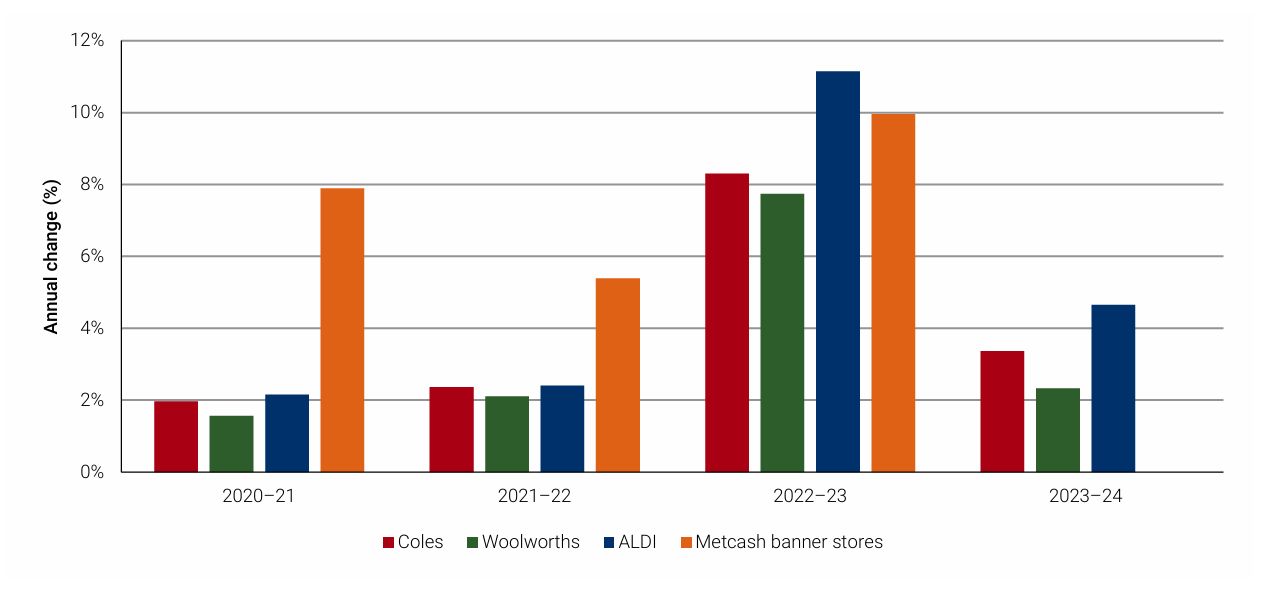 12%
10%
8%
6%
4%
2%
0%
Annual change (%)
2020–21 2021–22 2022–23 2023–24
Coles Woolworths ALDI Metcash banner stores